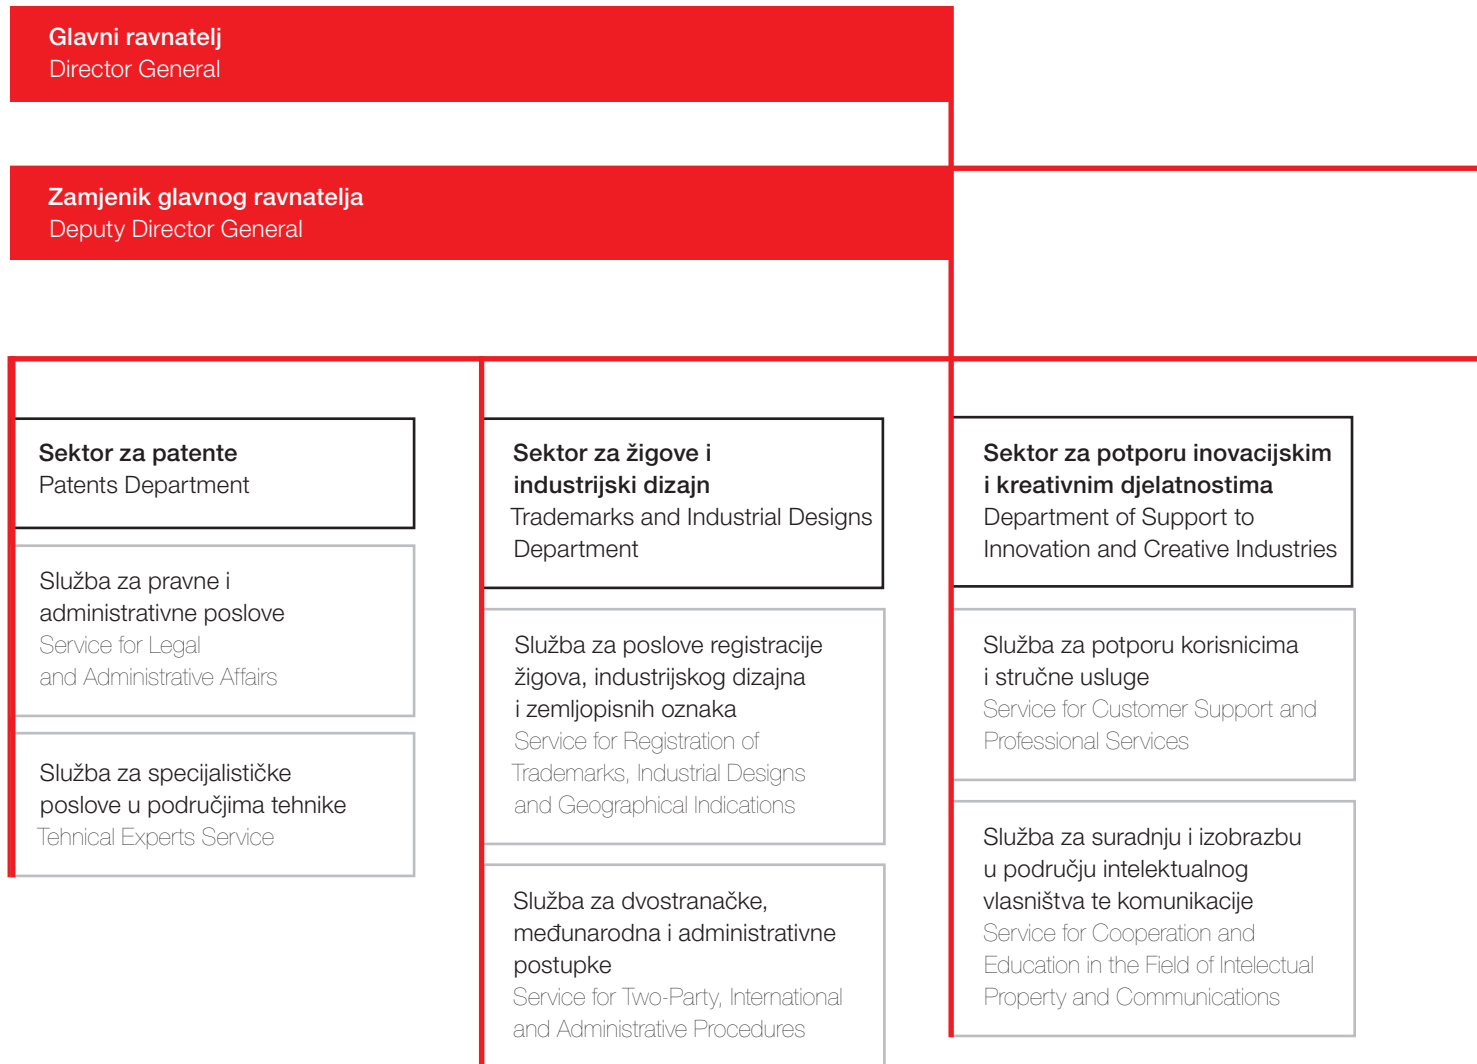 Glavni ravnatelj
Director General
Zamjenik glavnog ravnatelja
Deputy Director General
Sektor za patente
Patents Department
Služba za pravne i
administrativne poslove
Service for Legal
and Administrative Affairs
Služba za specijalističke
poslove u područjima tehnike
Tehnical Experts Service
Sektor za žigove i
industrijski dizajn
Trademarks and Industrial Designs
Department
Služba za poslove registracije
žigova, industrijskog dizajna
i zemljopisnih oznaka
Service for Registration of
Trademarks, Industrial Designs
and Geographical Indications
Služba za dvostranačke,
međunarodna i administrativne
postupke
Service for Two-Party, International
and Administrative Procedures
Sektor za potporu inovacijskim
i kreativnim djelatnostima
Department of Support to
Innovation and Creative Industries
Služba za potporu korisnicima
i stručne usluge
Service for Customer Support and
Professional Services
Služba za suradnju i izobrazbu
u području intelektualnog
vlasništva te komunikacije
Service for Cooperation and
Education in the Field of Intelectual
Property and Communications